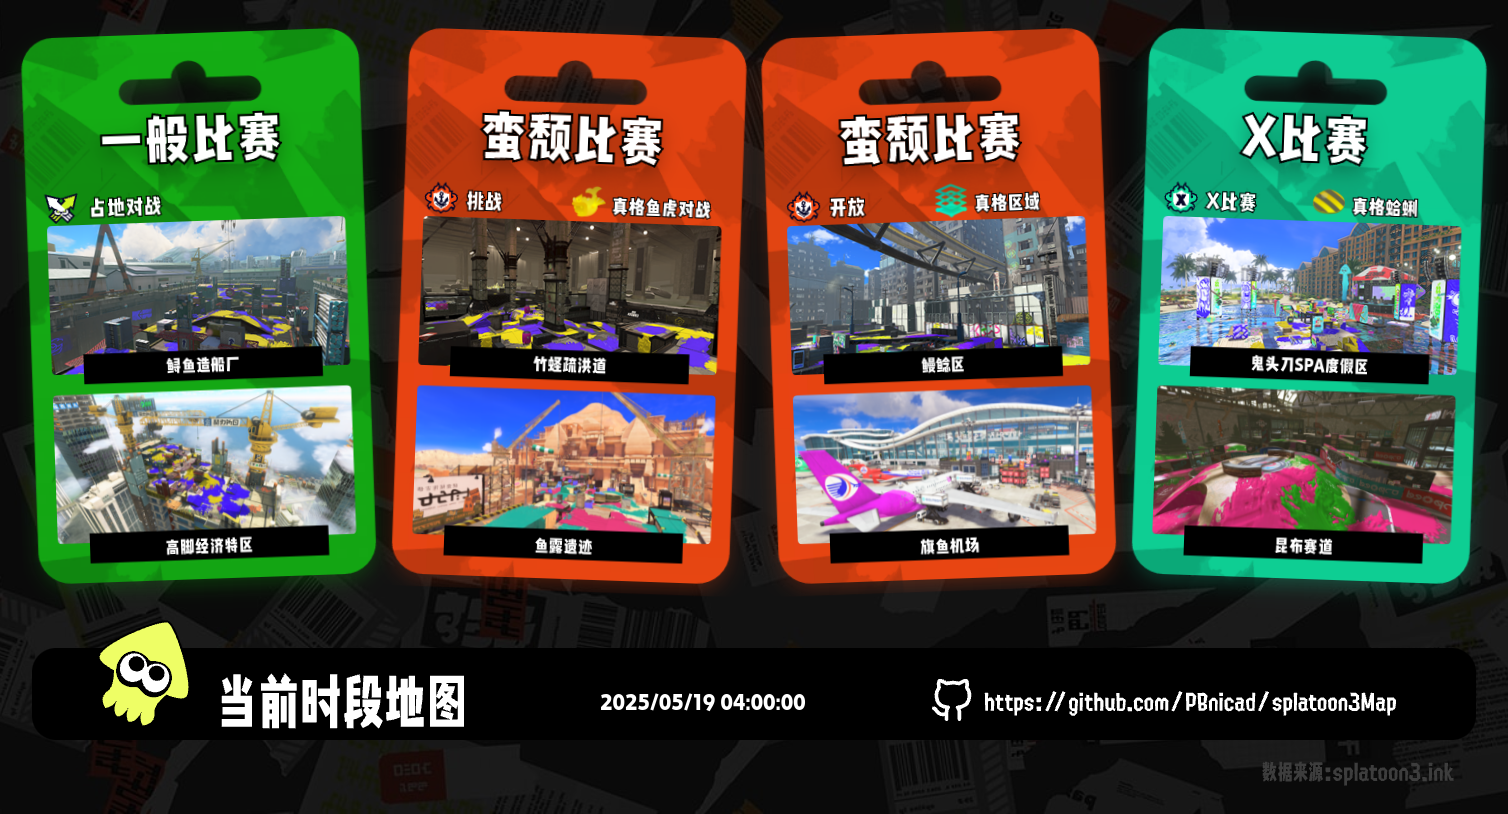 一般比赛
占地对战
鲟鱼造船厂
高脚经济特区
蛮颓比赛
挑战
真格鱼虎对战
竹蛏疏洪道
鱼露遗迹
蛮颓比赛
开放
真格区域
鳗鲶区
旗鱼机场
X比赛
X比赛
真格蛤蜊
鬼头刀SPA度假区
昆布赛道
当前时段地图
2025/05/19 04:00:00
https://github.com/PBnicad/splatoon3Map
数据来源:splatoon3.ink